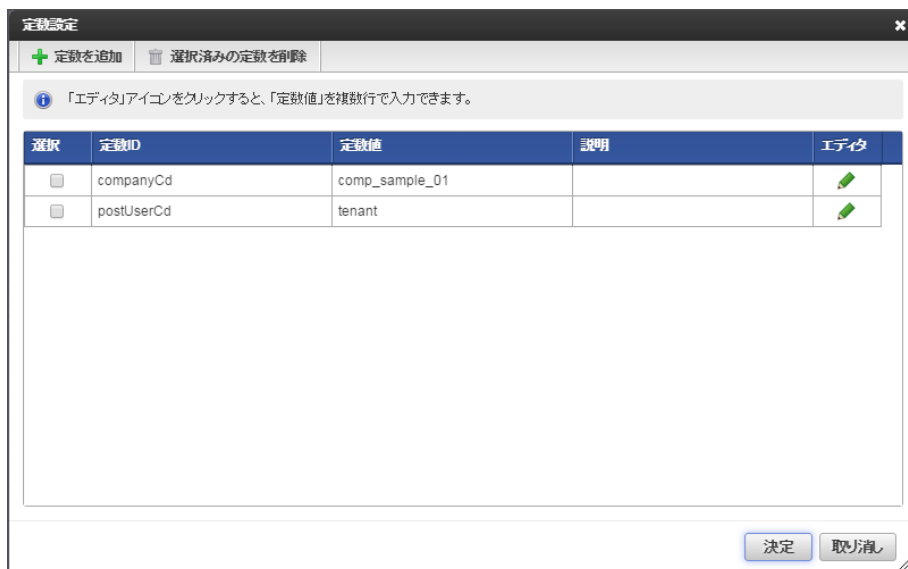 定数設定
定数を追加 選択済みの定数を削除
「エディタ」アイコンをクリックすると、「定数値」を複数行で入力できます。
選択 定数ID 定数値 説明 エディタ
companyCd comp_sample_01
postUserCd tenant
決定 取り消し